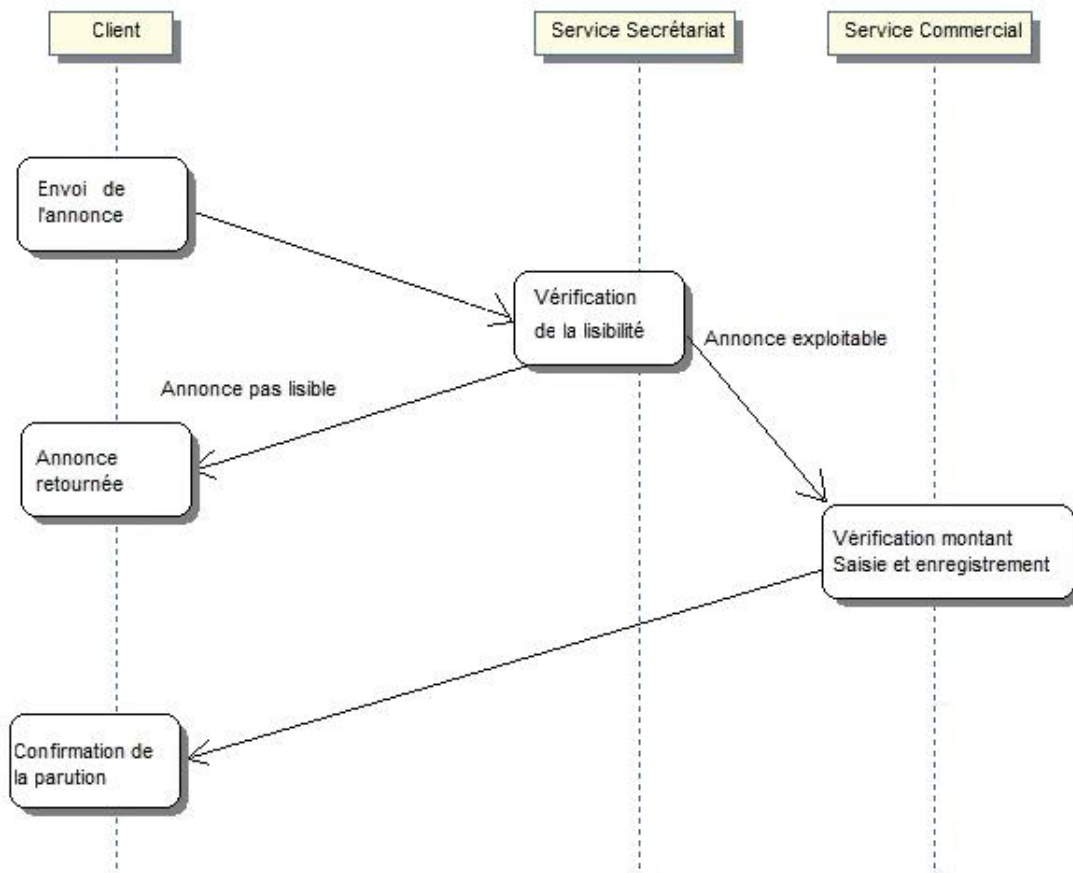 Client
Service Secrétariat
Service Commercial
Envoi de
l'annonce
Vérification
de la lisibilité
Annonce exploitable
Annonce pas lisible
Annonce
retournée
Vérification montant
Saisie et enregistrement
Confirmation de
la parution